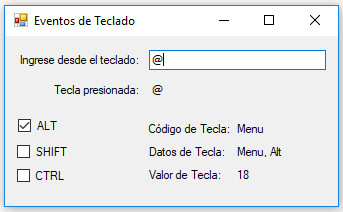 Eventos de Teclado
Ingrese desde el teclado: @
Tecla presionada: @
ALT
Código de Tecla: Menu
SHIFT
Datos de Tecla: Menu, Alt
CTRL
Valor de Tecla: 18